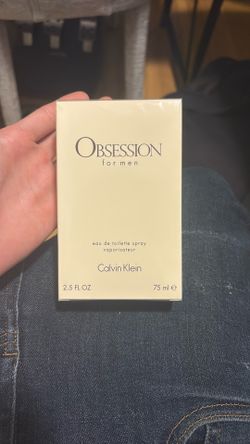 OBSESSION
for men
eau de toilette spray
vaporisateur
Calvin Klein
2.5 FL OZ 75 ml ℮